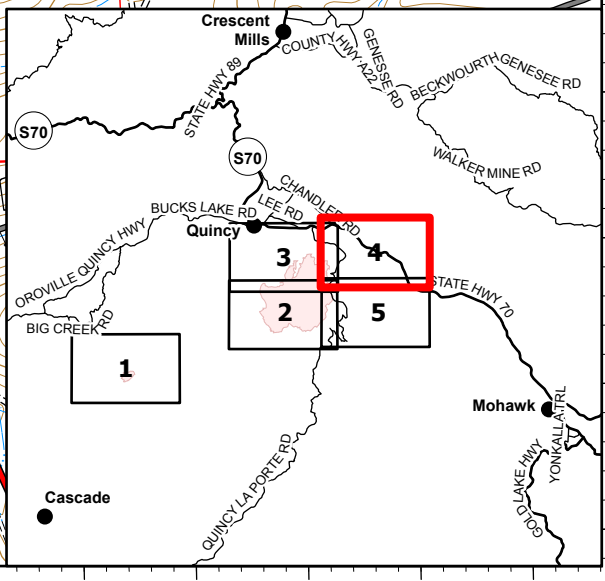 Crescent
Mills
COUNTY HWY A22
GENESSE RD
STATE HWY 89
BECKWOURTH GENESEE RD
S70
S70
WALKER MINE RD
CHANDLER RD
LEE RD
BUCKS LAKE RD
Quincy
OROVILLE QUINCY HWY
3
4
STATE HWY 70
2
5
BIG CREEK RD
1
Mohawk
YONKALLA TRL
GOLD LAKE HWY
QUINCY LA PORTE RD
Cascade